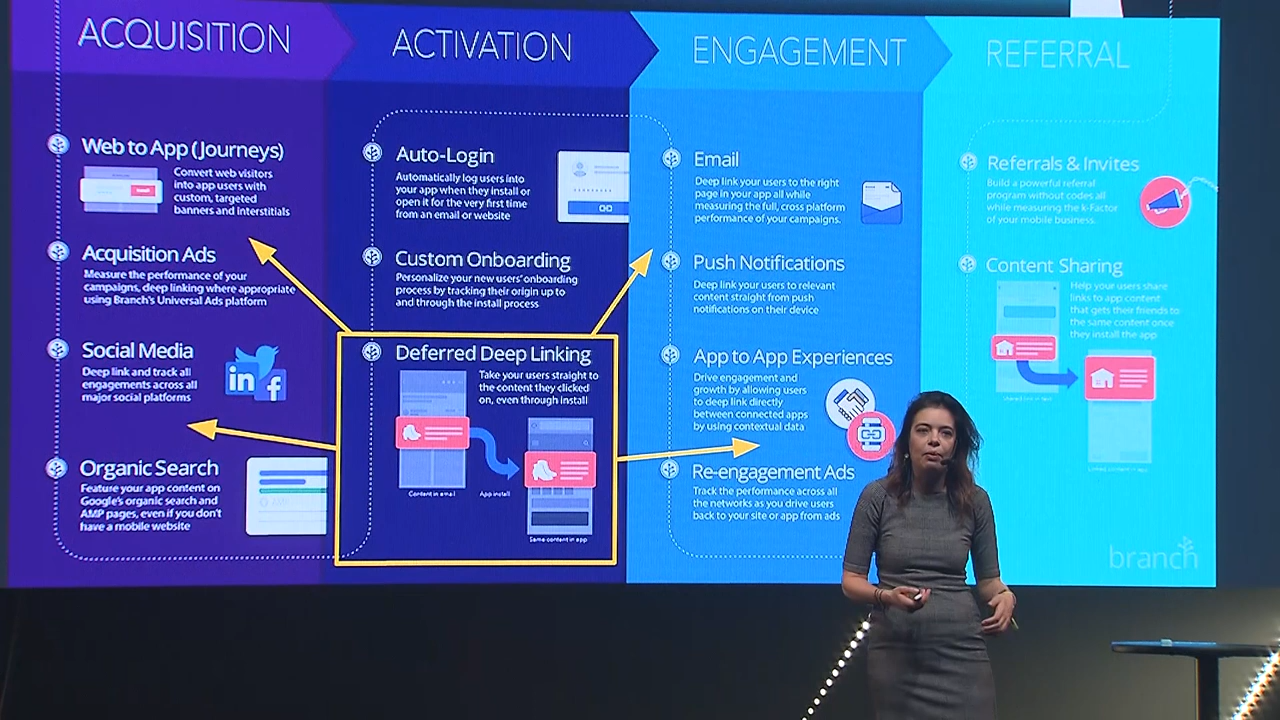 ACQUISITION
Web to App (Journeys)
Convert web visitors
into app users with
custom, targeted
banners and interstitials
Acquisition Ads
Measure the performance of your
campaigns, deep linking where appropriate
using Branch's Universal Ads platform
Social Media
Deep link and track all
engagements across all
major social platforms
in
f
Organic Search
Feature your app content on
Google's organic search and
AMP pages, even if you don't
have a mobile website
ACTIVATION
Auto-Login
Automatically log users into
your app when they install or
open it for the very first time
from an email or website
Custom Onboarding
Personalize your new users' onboarding
process by tracking their origin up to
and through the install process
Deferred Deep Linking
Take your users straight to
the content they clicked
on, even through install
Content in email
App install
Same content in app
ENGAGEMENT
Email
Deep link your users to the right
page in your app all while
measuring the full, cross platform
performance of your campaigns.
Push Notifications
Deep link your users to relevant
content straight from push
notifications on their device
App to App Experiences
Drive engagement and
growth by allowing users
to deep link directly
between connected apps
by using contextual data
Re-engagement Ads
Track the performance across all
the networks as you drive users
back to your site or app from ads
REFERRAL
Referrals & Invites
Build a powerful referral
program without codes all
while measuring the k-Factor
of your mobile business.
Content Sharing
Help your users share
links to app content
that gets their friends to
the same content once
they install the app
Linked content in app
branch